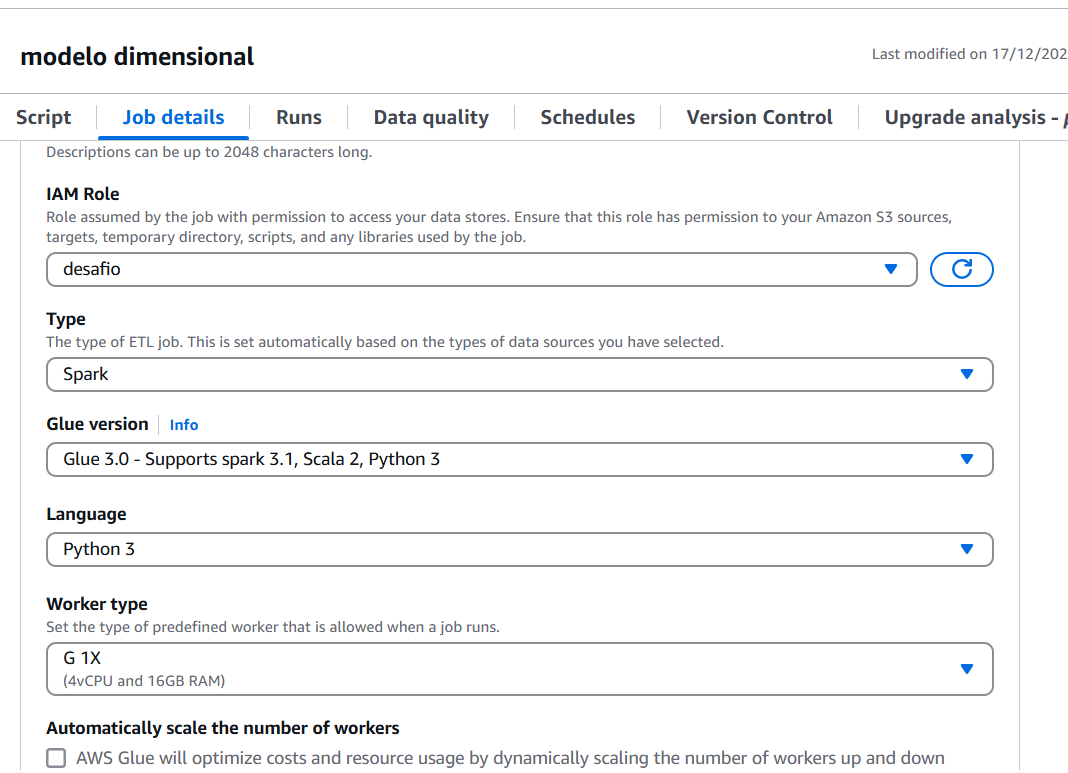 modelo dimensional
Last modified on 17/12/202
Script
Job details
Runs
Data quality
Schedules
Version Control
Upgrade analysis -
Descriptions can be up to 2048 characters long.
IAM Role
Role assumed by the job with permission to access your data stores. Ensure that this role has permission to your Amazon S3 sources,
targets, temporary directory, scripts, and any libraries used by the job.
desafio
Type
The type of ETL job. This is set automatically based on the types of data sources you have selected.
Spark
Glue version
Info
Glue 3.0 - Supports spark 3.1, Scala 2, Python 3
Language
Python 3
Worker type
Set the type of predefined worker that is allowed when a job runs.
G 1X
(4vCPU and 16GB RAM)
Automatically scale the number of workers
AWS Glue will optimize costs and resource usage by dynamically scaling the number of workers up and down